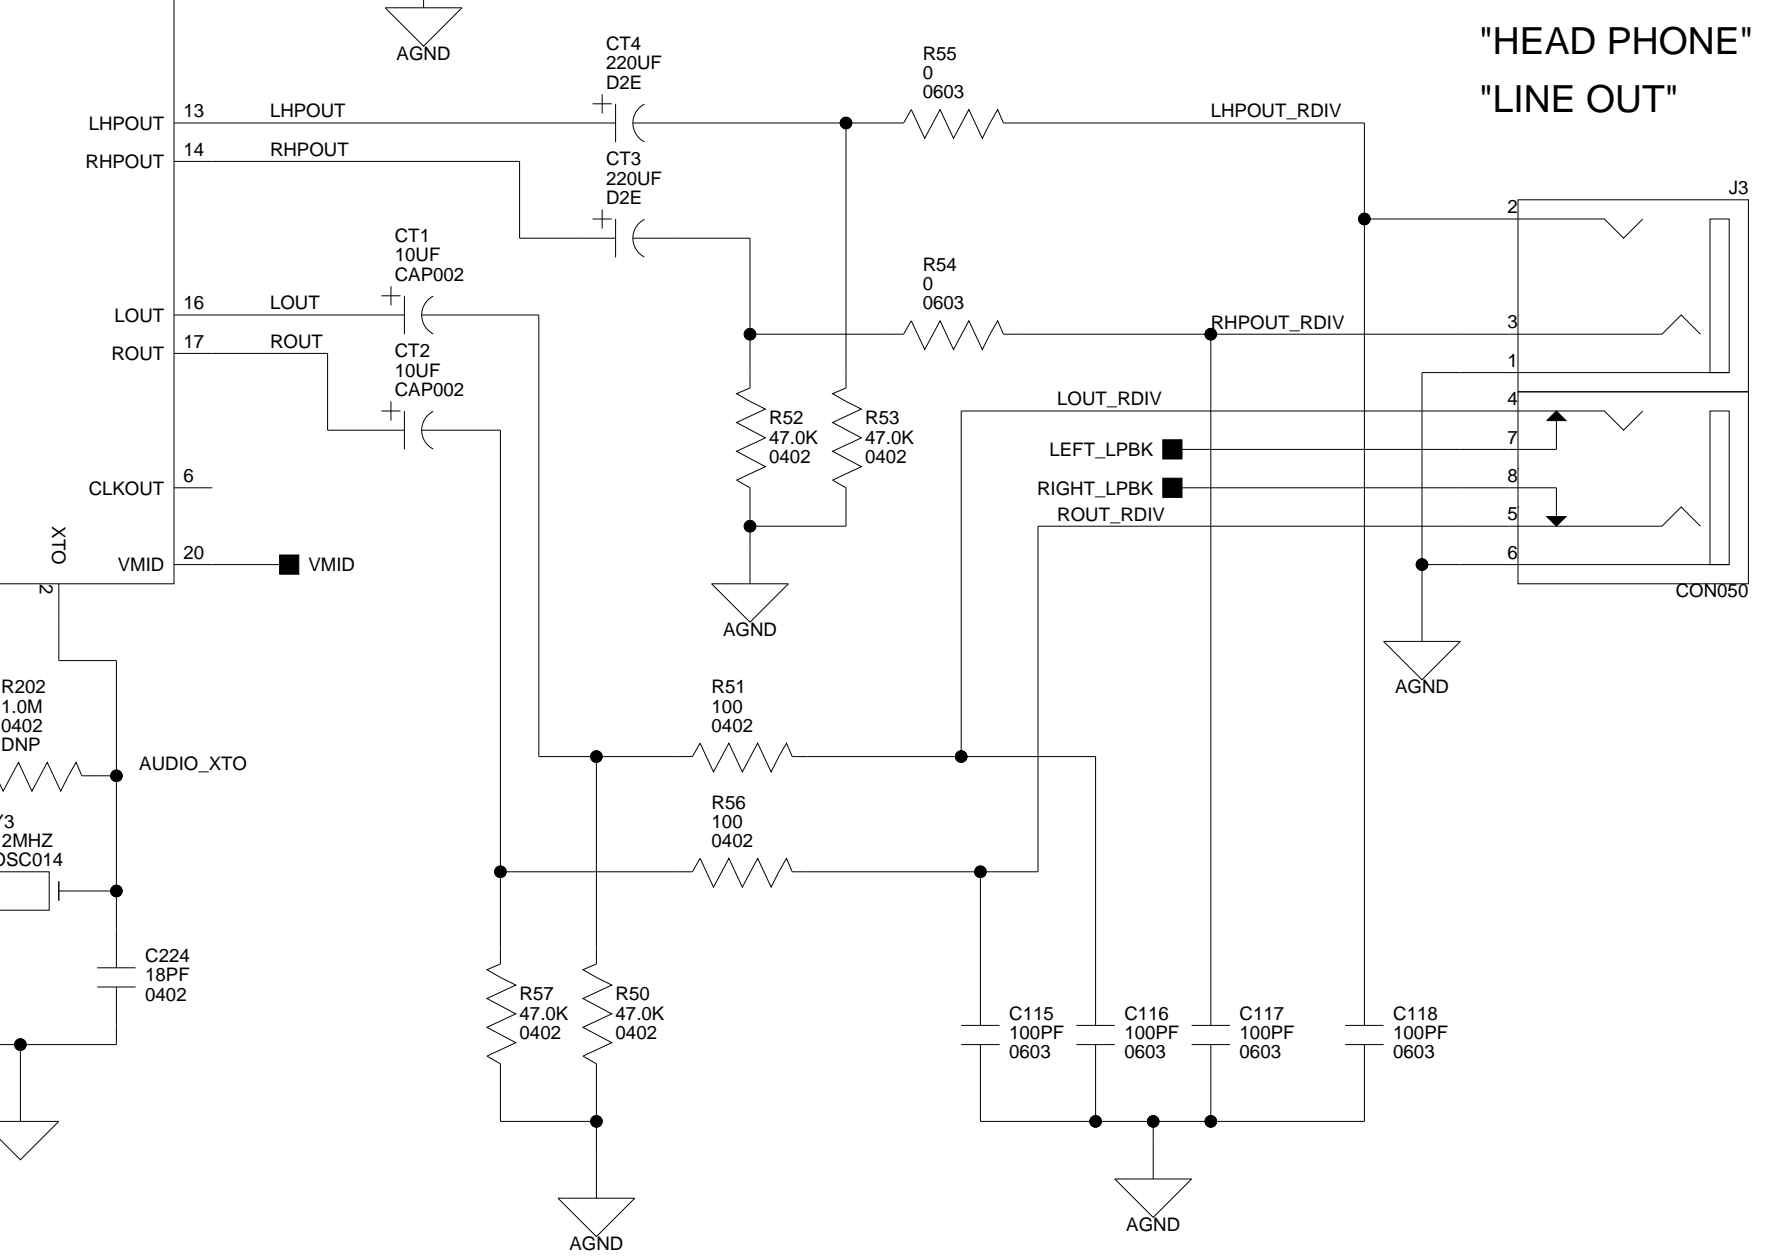 "HEAD PHONE"
"LINE OUT"
AGND
CT4
220UF
D2E
R55
0
0603
LHPOUT
13
LHPOUT
LHPOUT_RDIV
RHPOUT
14
RHPOUT
CT3
220UF
D2E
J3
2
CT1
10UF
CAP002
R54
0
0603
LOUT
16
LOUT
RHPOUT_RDIV
3
ROUT
17
ROUT
CT2
10UF
CAP002
1
LOUT_RDIV
4
R52
47.0K
0402
R53
47.0K
0402
LEFT_LPBK
7
CLKOUT
6
RIGHT_LPBK
8
ROUT_RDIV
5
XTO
2
VMID
20
VMID
6
CON050
AGND
AGND
R202
1.0M
0402
DNP
R51
100
0402
AUDIO_XTO
R56
100
0402
2MHZ
OSC014
C224
18PF
0402
R57
47.0K
0402
R50
47.0K
0402
C115
100PF
0603
C116
100PF
0603
C117
100PF
0603
C118
100PF
0603
AGND
AGND